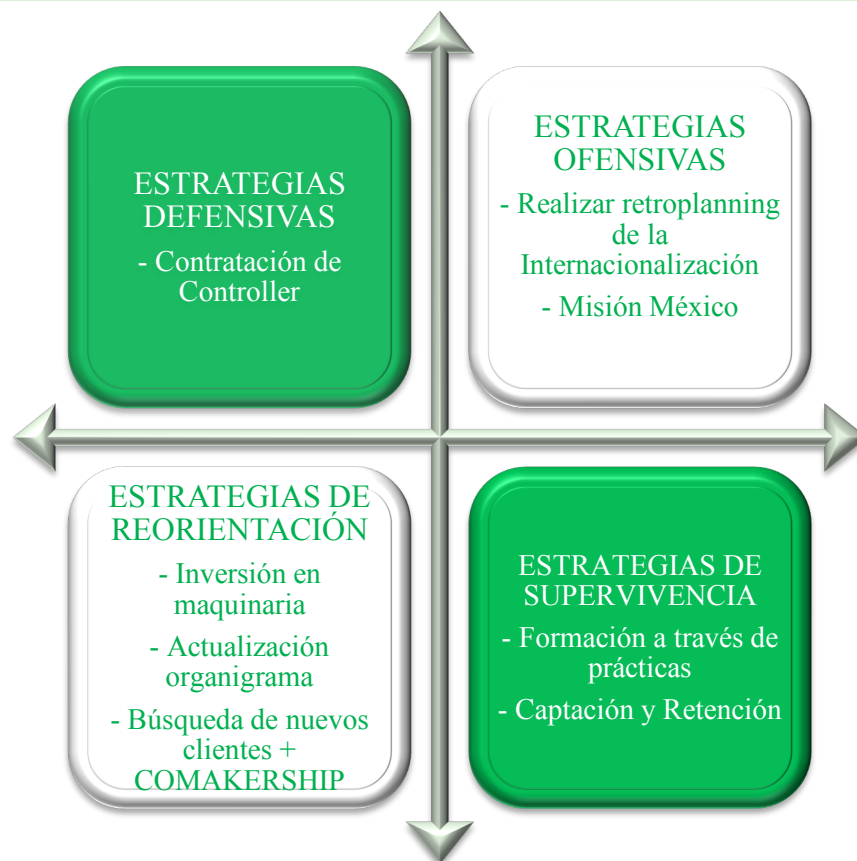 ESTRATEGIAS
DEFENSIVAS
- Contratación de
Controller
ESTRATEGIAS
OFENSIVAS
- Realizar retroplanning
de la
Internacionalización
- Misión México
ESTRATEGIAS DE
REORIENTACIÓN
- Inversión en
maquinaria
- Actualización
organigrama
- Búsqueda de nuevos
clientes +
COMAKERSHIP
ESTRATEGIAS DE
SUPERVIVENCIA
- Formación a través de
prácticas
- Captación y Retención